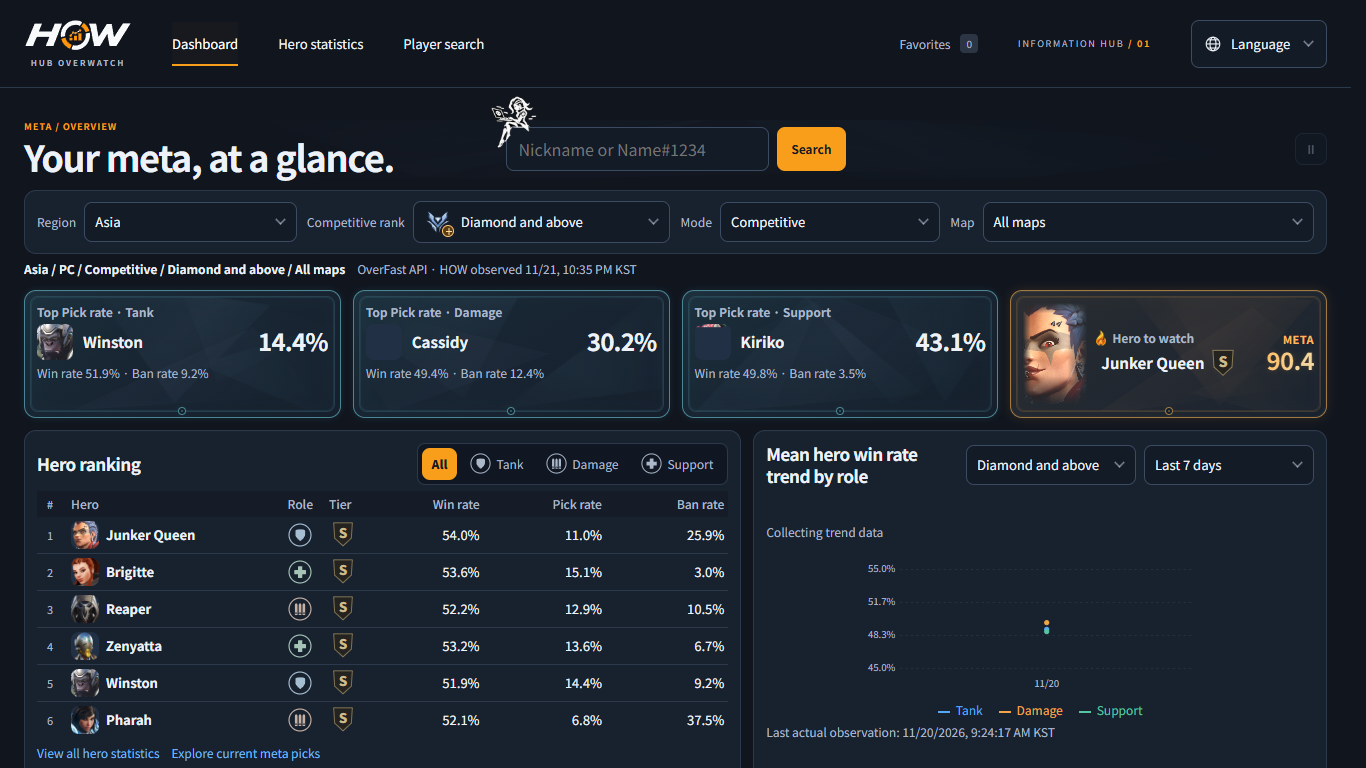 HOW
HUB OVERWATCH
Dashboard
Hero statistics
Player search
Favorites 0
INFORMATION HUB / 01
Language
META / OVERVIEW
Your meta, at a glance.
Nickname or Name#1234
Search
Region
Asia
Competitive rank
Diamond and above
Mode
Competitive
Map
All maps
Asia / PC / Competitive / Diamond and above / All maps OverFast API · HOW observed 11/21, 10:35 PM KST
Top Pick rate · Tank
Winston
14.4%
Win rate 51.9% · Ban rate 9.2%
Top Pick rate · Damage
Cassidy
30.2%
Win rate 49.4% · Ban rate 12.4%
Top Pick rate · Support
Kiriko
43.1%
Win rate 49.8% · Ban rate 3.5%
Hero to watch
Junker Queen S
META
90.4
Hero ranking
All
Tank
Damage
Support
# Hero Role Tier Win rate Pick rate Ban rate
1 Junker Queen S 54.0% 11.0% 25.9%
2 Brigitte S 53.6% 15.1% 3.0%
3 Reaper S 52.2% 12.9% 10.5%
4 Zenyatta S 53.2% 13.6% 6.7%
5 Winston S 51.9% 14.4% 9.2%
6 Pharah S 52.1% 6.8% 37.5%
View all hero statistics Explore current meta picks
Mean hero win rate
trend by role
Diamond and above
Last 7 days
Collecting trend data
55.0%
51.7%
48.3%
45.0%
11/20
Tank Damage Support
Last actual observation: 11/20/2026, 9:24:17 AM KST